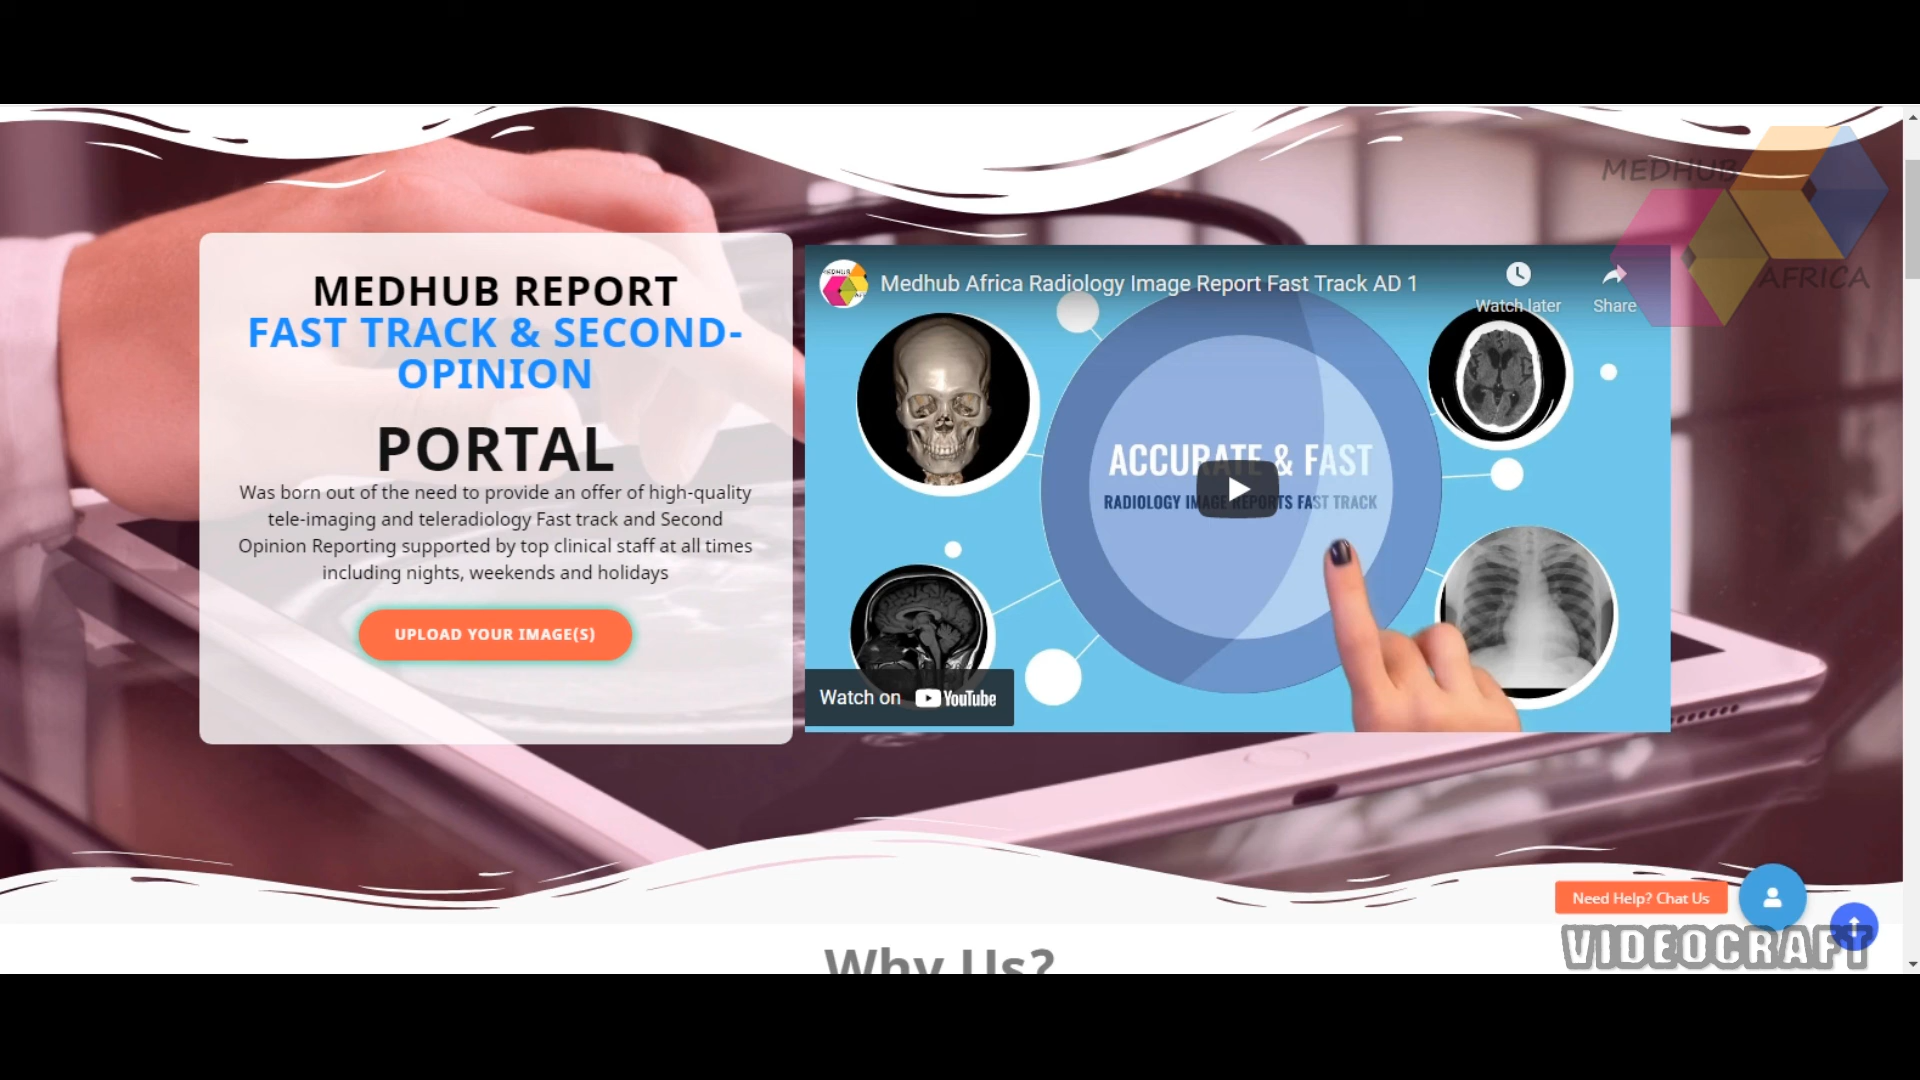 MEDHUB
AFRICA
MEDHUB REPORT
FAST TRACK & SECOND-
OPINION
PORTAL
Was born out of the need to provide an offer of high-quality
tele-imaging and teleradiology Fast track and Second
Opinion Reporting supported by top clinical staff at all times
including nights, weekends and holidays
UPLOAD YOUR IMAGE(S)
MEDHUB
Medhub Africa Radiology Image Report Fast Track AD 1
Watch later
Share
ACCURATE & FAST
RADIOLOGY IMAGE REPORTS FAST TRACK
Watch on YouTube
Need Help? Chat Us
VIDEOCRAFT
Why Us?